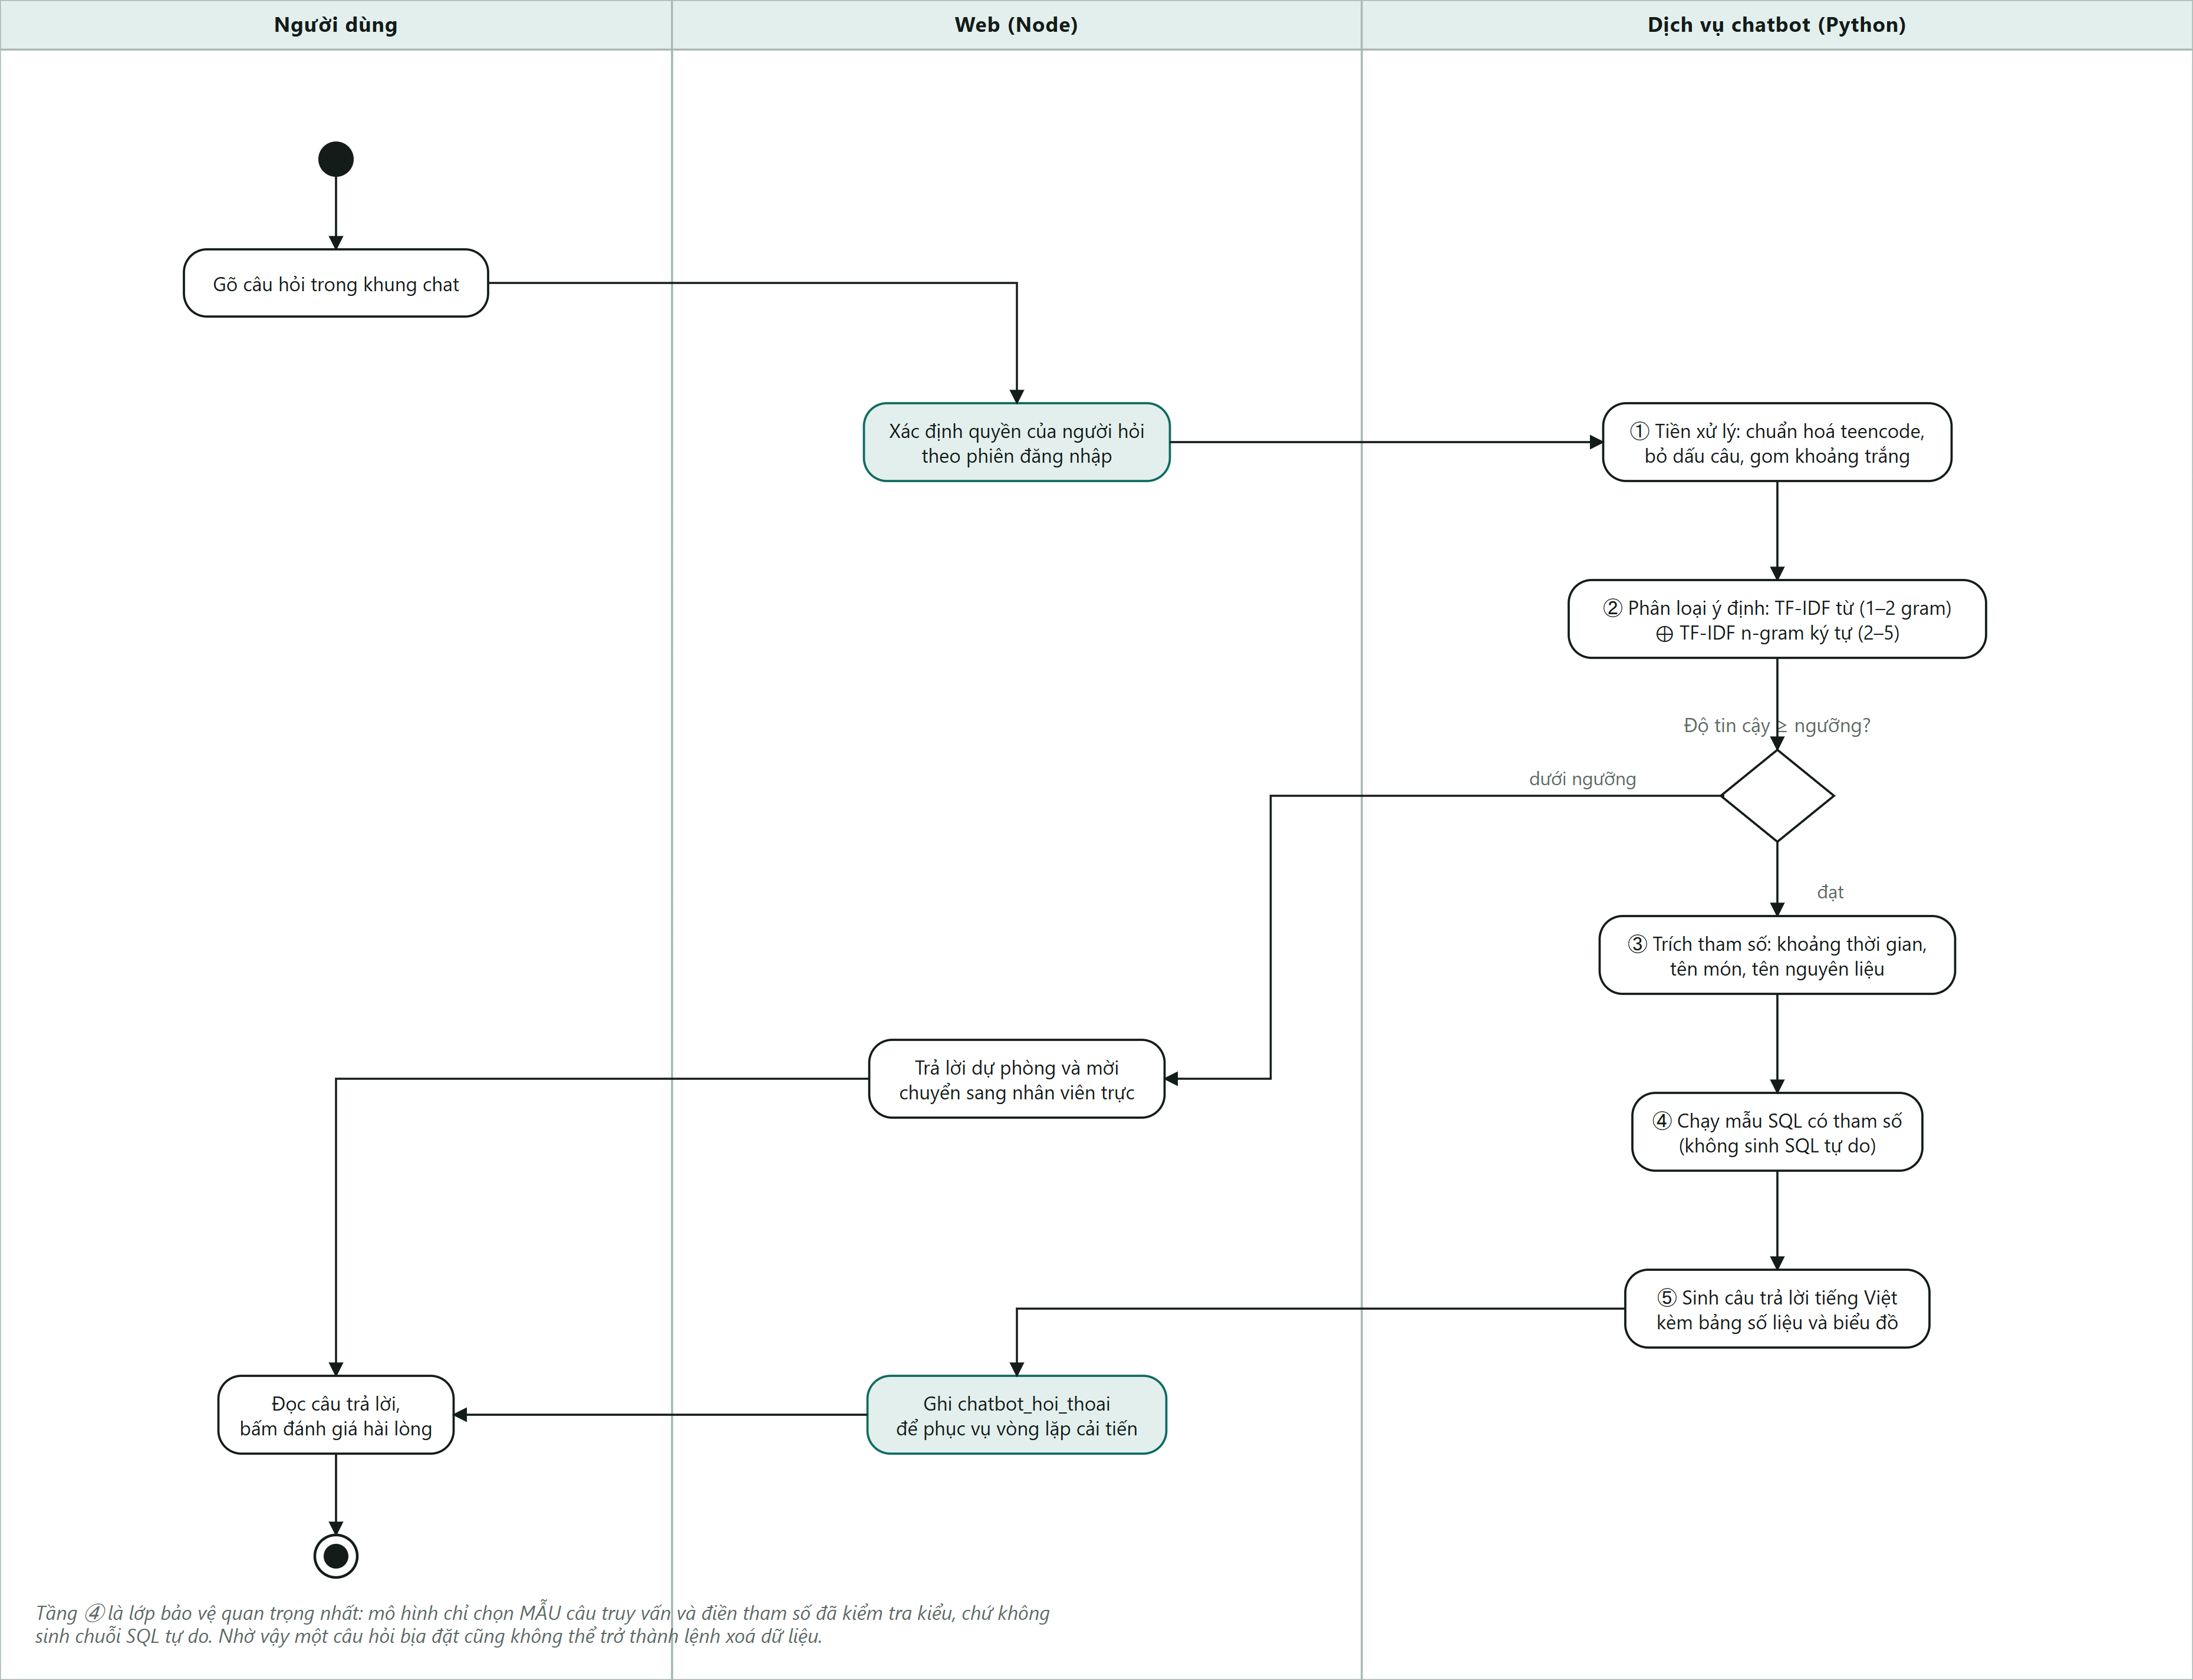 Người dùng
Web (Node)
Dịch vụ chatbot (Python)
Gõ câu hỏi trong khung chat
Xác định quyền của người hỏi
theo phiên đăng nhập
① Tiền xử lý: chuẩn hoá teencode,
bỏ dấu câu, gom khoảng trắng
② Phân loại ý định: TF-IDF từ (1–2 gram)
⊕ TF-IDF n-gram ký tự (2–5)
Độ tin cậy ≥ ngưỡng?
dưới ngưỡng
đạt
③ Trích tham số: khoảng thời gian,
tên món, tên nguyên liệu
Trả lời dự phòng và mời
chuyển sang nhân viên trực
④ Chạy mẫu SQL có tham số
(không sinh SQL tự do)
⑤ Sinh câu trả lời tiếng Việt
kèm bảng số liệu và biểu đồ
Đọc câu trả lời,
bấm đánh giá hài lòng
Ghi chatbot_hoi_thoai
để phục vụ vòng lặp cải tiến
Tầng ④ là lớp bảo vệ quan trọng nhất: mô hình chỉ chọn MẪU câu truy vấn và điền tham số đã kiểm tra kiểu, chứ không
sinh chuỗi SQL tự do. Nhờ vậy một câu hỏi bịa đặt cũng không thể trở thành lệnh xoá dữ liệu.